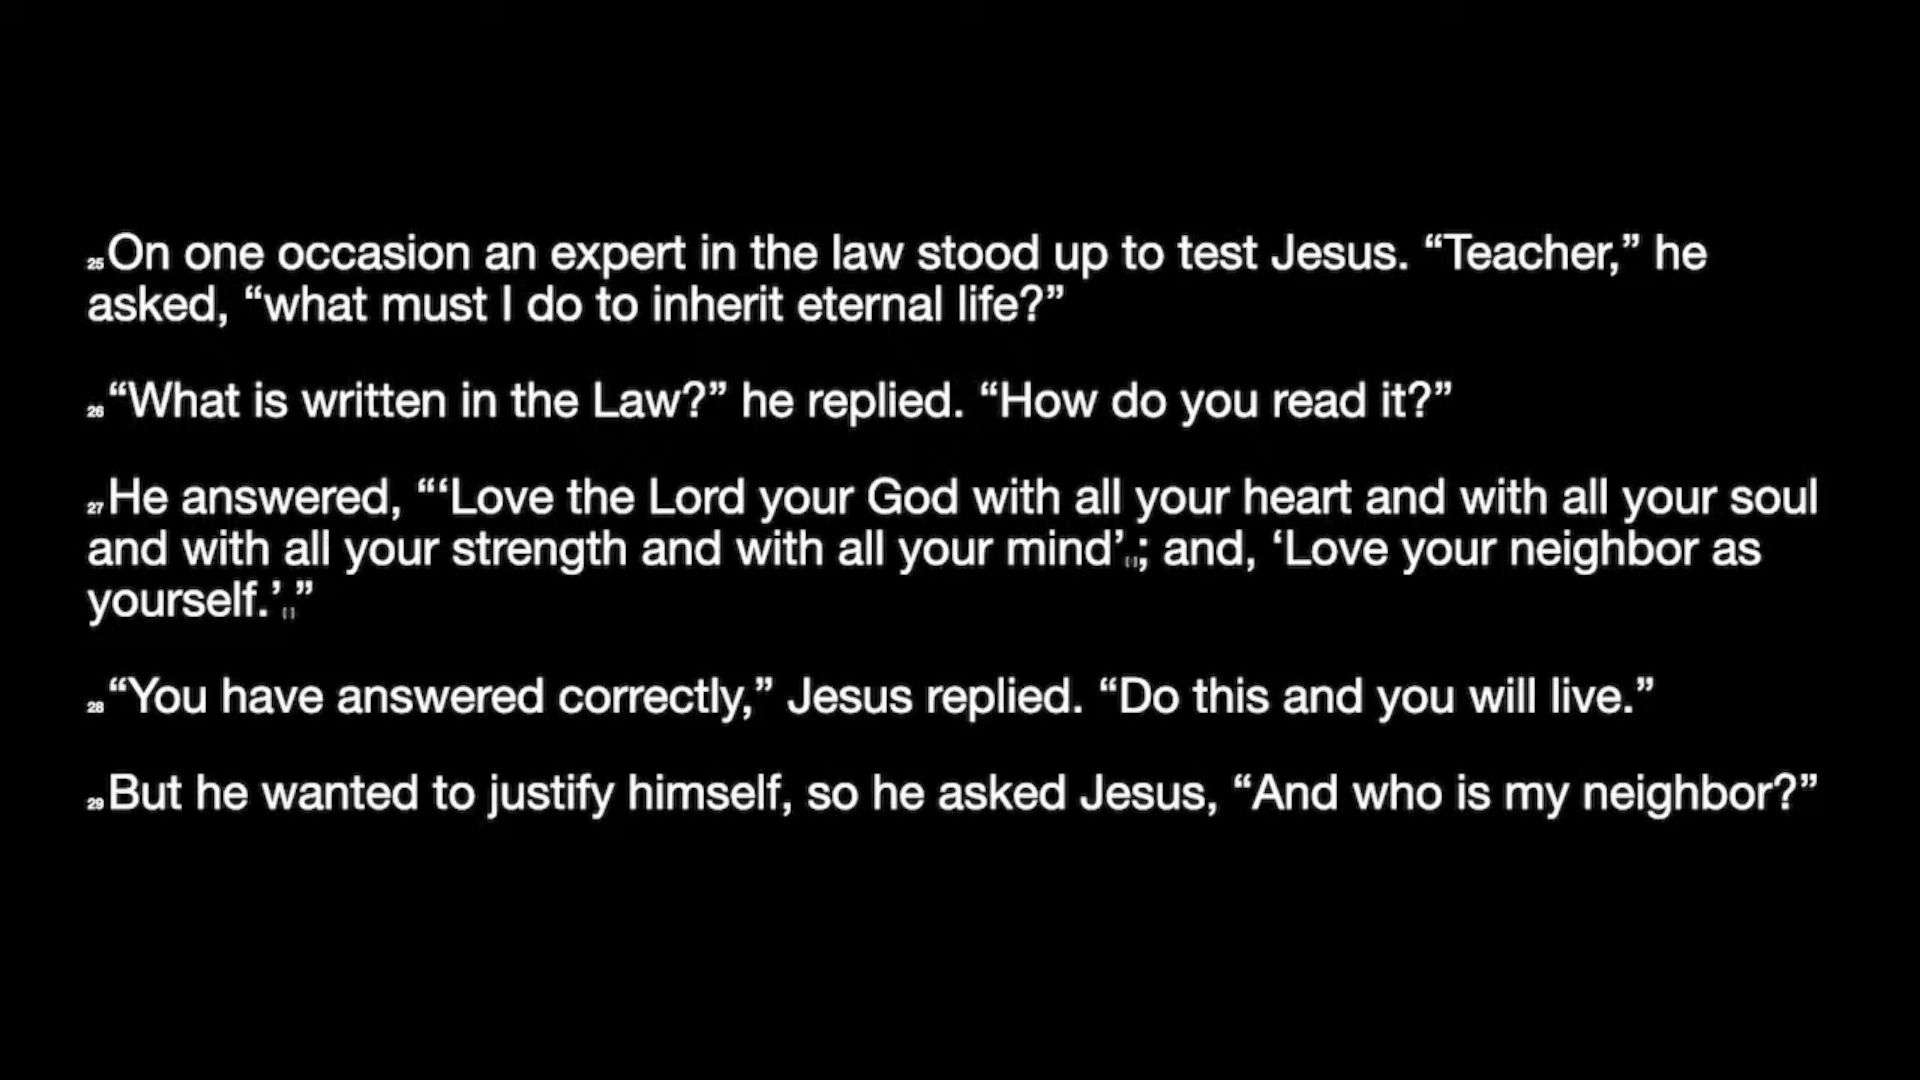 25On one occasion an expert in the law stood up to test Jesus. “Teacher,” he
asked, “what must I do to inherit eternal life?”
26“What is written in the Law?” he replied. “How do you read it?”
27He answered, “‘Love the Lord your God with all your heart and with all your soul
and with all your strength and with all your mind’[]; and, ‘Love your neighbor as
yourself.’[]”
28“You have answered correctly,” Jesus replied. “Do this and you will live.”
29But he wanted to justify himself, so he asked Jesus, “And who is my neighbor?”